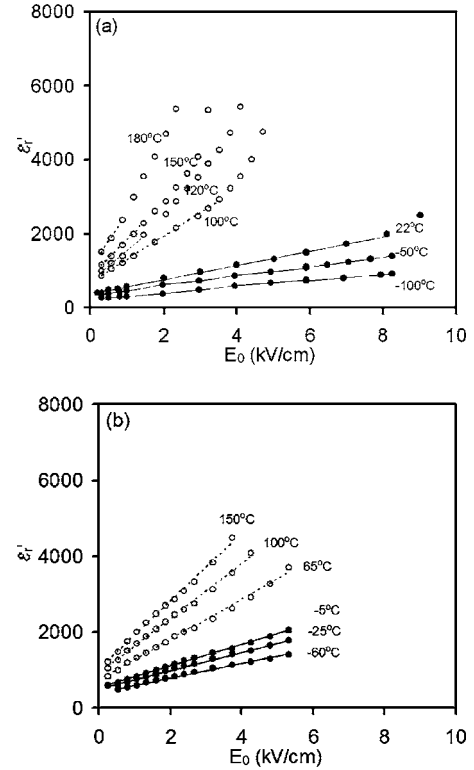 (a)
8000
6000
4000
2000
0
εr'
180°C
150°C
120°C
100°C
22°C
-50°C
-100°C
0 2 4 6 8 10
E0 (kV/cm)
(b)
8000
6000
4000
2000
0
εr'
150°C
100°C
65°C
-5°C
-25°C
-60°C
0 2 4 6 8 10
E0 (kV/cm)